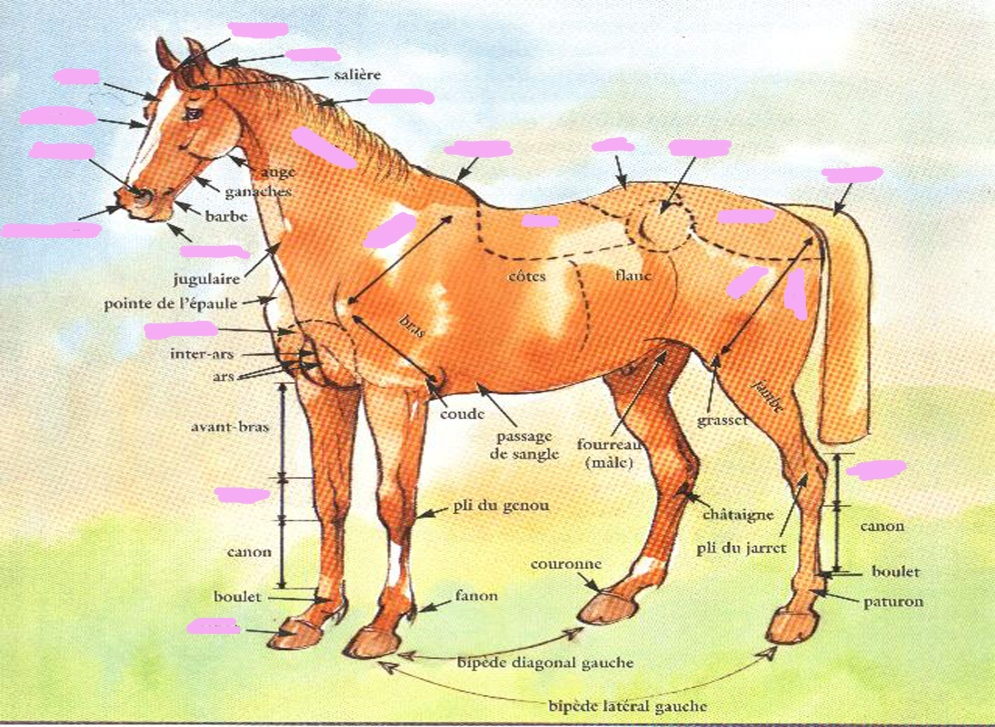 salière
auge
ganaches
barbe
jugulaire
pointe de l'épaule
côtes
flanc
bras
inter-ars
ars
coude
grasset
jambe
avant-bras
passage
de sangle
fourreau
(mâle)
pli du genou
châtaigne
canon
pli du jarret
canon
couronne
boulet
boulet
fanon
paturon
bipède diagonal gauche
bipède latéral gauche